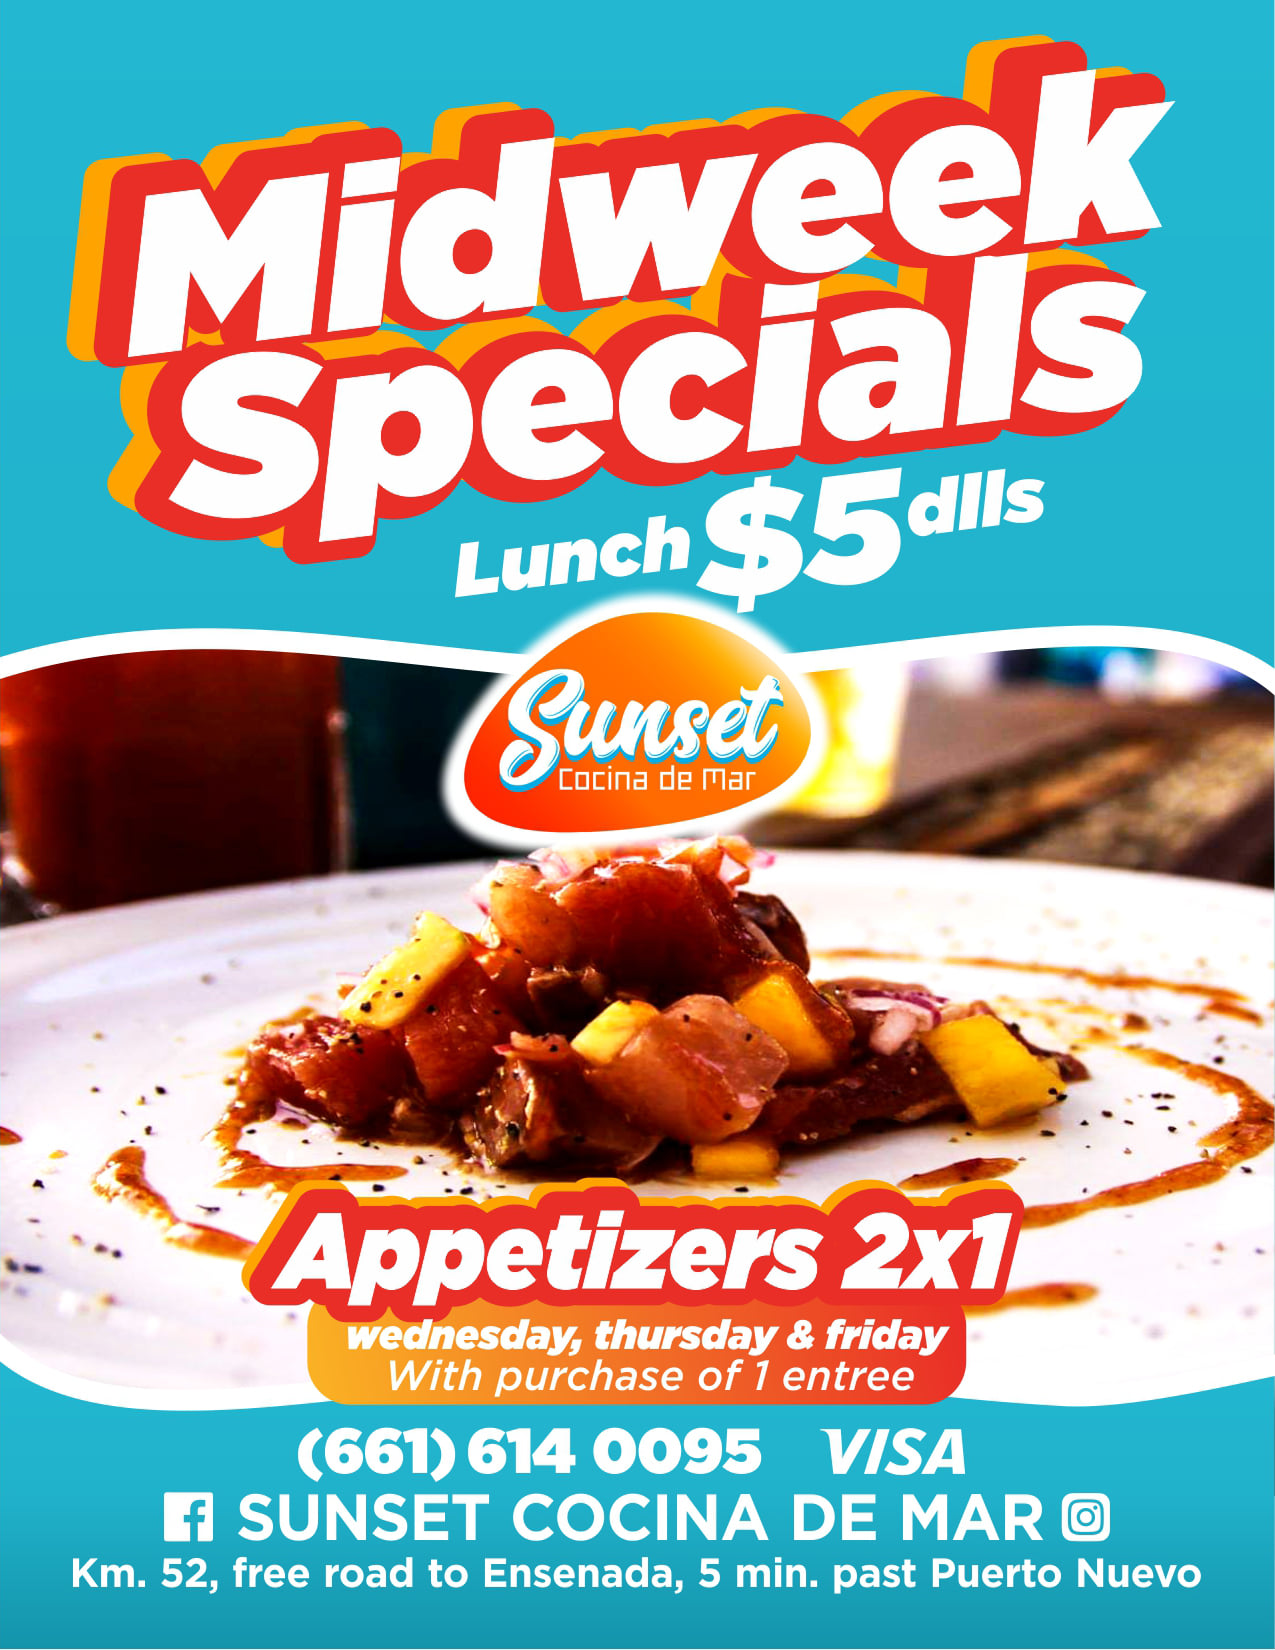 Midweek
Specials
Lunch $5 dlls
Sunset
Cocina de Mar
Appetizers 2x1
wednesday, thursday & friday
With purchase of 1 entree
(661) 614 0095 VISA
SUNSET COCINA DE MAR
Km. 52, free road to Ensenada, 5 min. past Puerto Nuevo